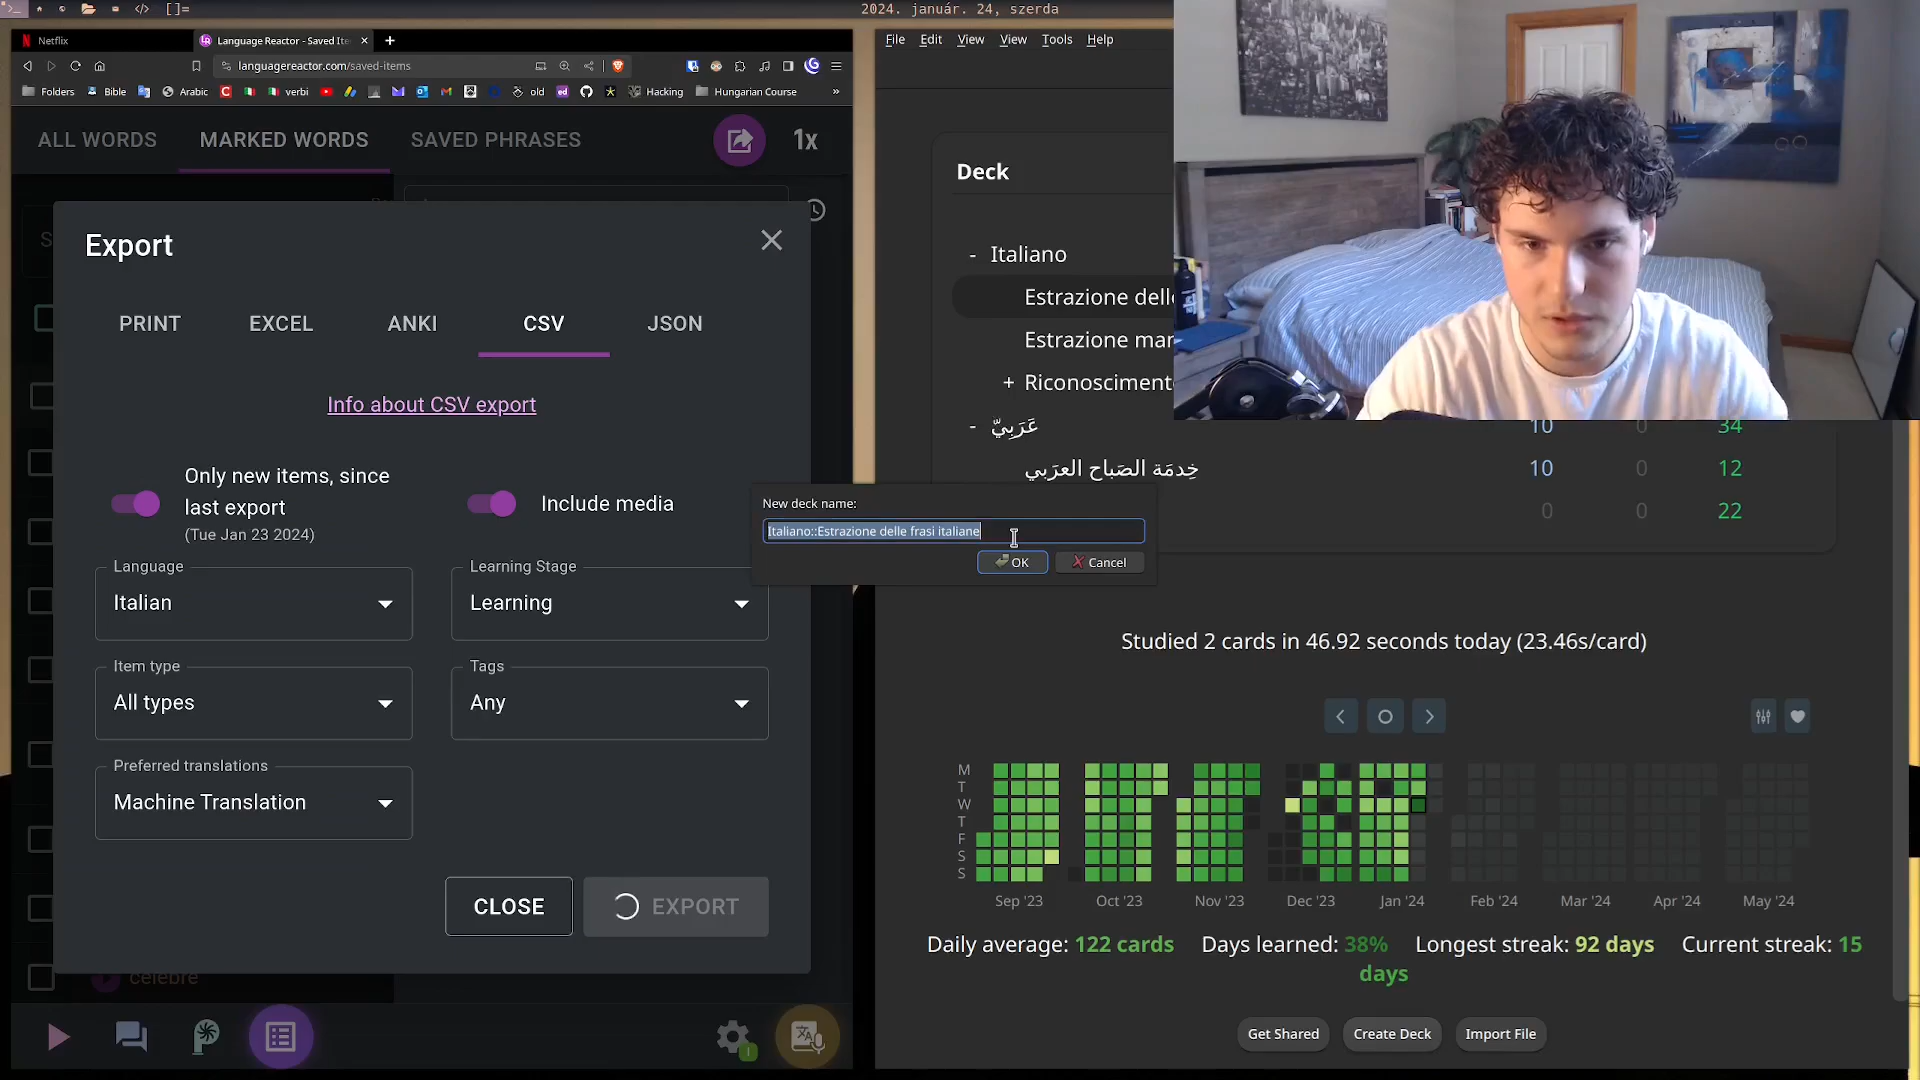 2024. január. 24, szerda
[]=
Netflix
Language Reactor - Saved Ite
languagereactor.com/saved-items
Folders
Bible
Arabic
verbi
old
Hacking
Hungarian Course
»
ALL WORDS
MARKED WORDS
SAVED PHRASES
1x
Export
PRINT
EXCEL
ANKI
CSV
JSON
Info about CSV export
Only new items, since
last export
(Tue Jan 23 2024)
Include media
Language
Italian
Learning Stage
Learning
Item type
All types
Tags
Any
Preferred translations
Machine Translation
CLOSE
EXPORT
celebre
File Edit View View Tools Help
Deck
- Italiano
Estrazione delle
Estrazione mar
+ Riconoscimento
- عَرَبِيّ
10 0 34
خِدمَة الصَباح العرَبي
10 0 12
0 0 22
New deck name:
Italiano::Estrazione delle frasi italiane
OK
Cancel
Studied 2 cards in 46.92 seconds today (23.46s/card)
M
T
W
T
F
S
S
Sep '23 Oct '23 Nov '23 Dec '23 Jan '24 Feb '24 Mar '24 Apr '24 May '24
Daily average: 122 cards Days learned: 38% Longest streak: 92 days Current streak: 15
days
Get Shared
Create Deck
Import File